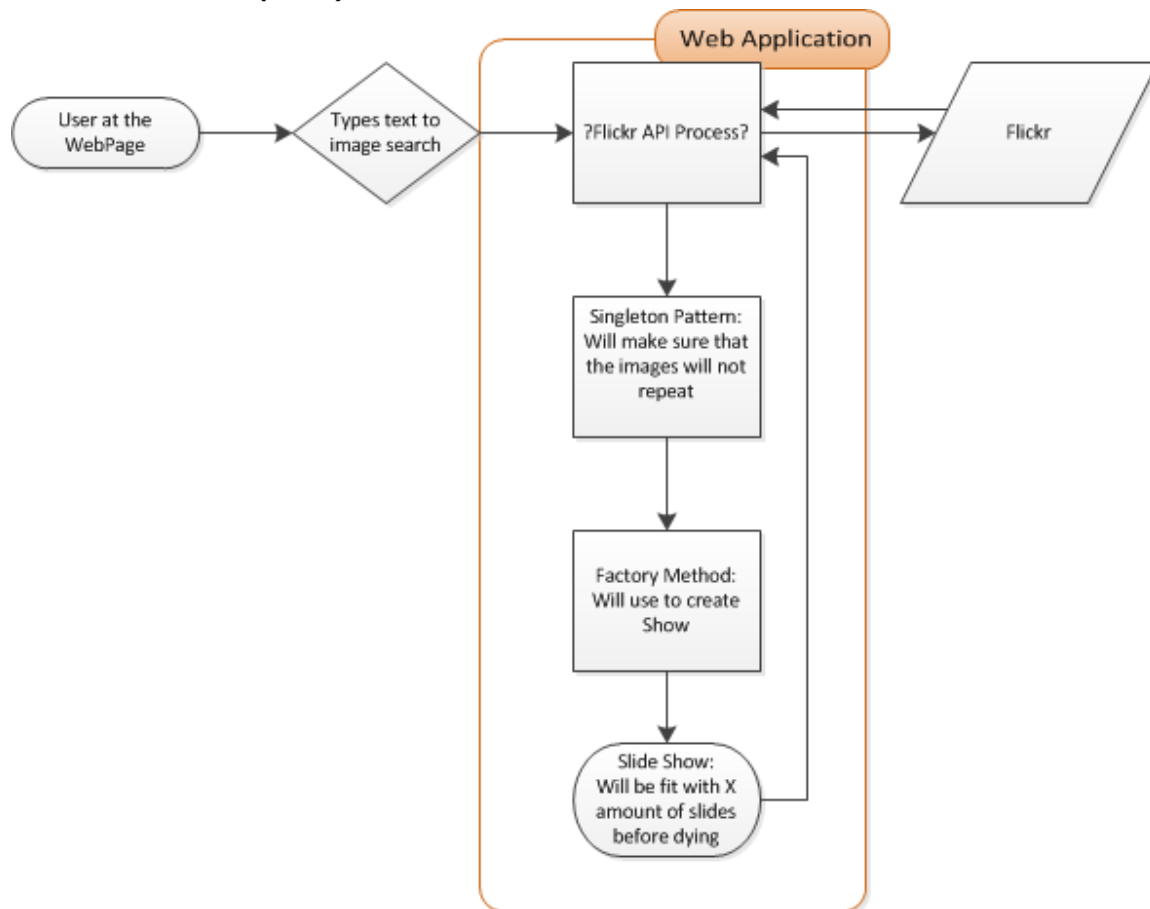 Web Application
User at the
WebPage
Types text to
image search
?Flickr API Process?
Flickr
Singleton Pattern:
Will make sure that
the images will not
repeat
Factory Method:
Will use to create
Show
Slide Show:
Will be fit with X
amount of slides
before dying